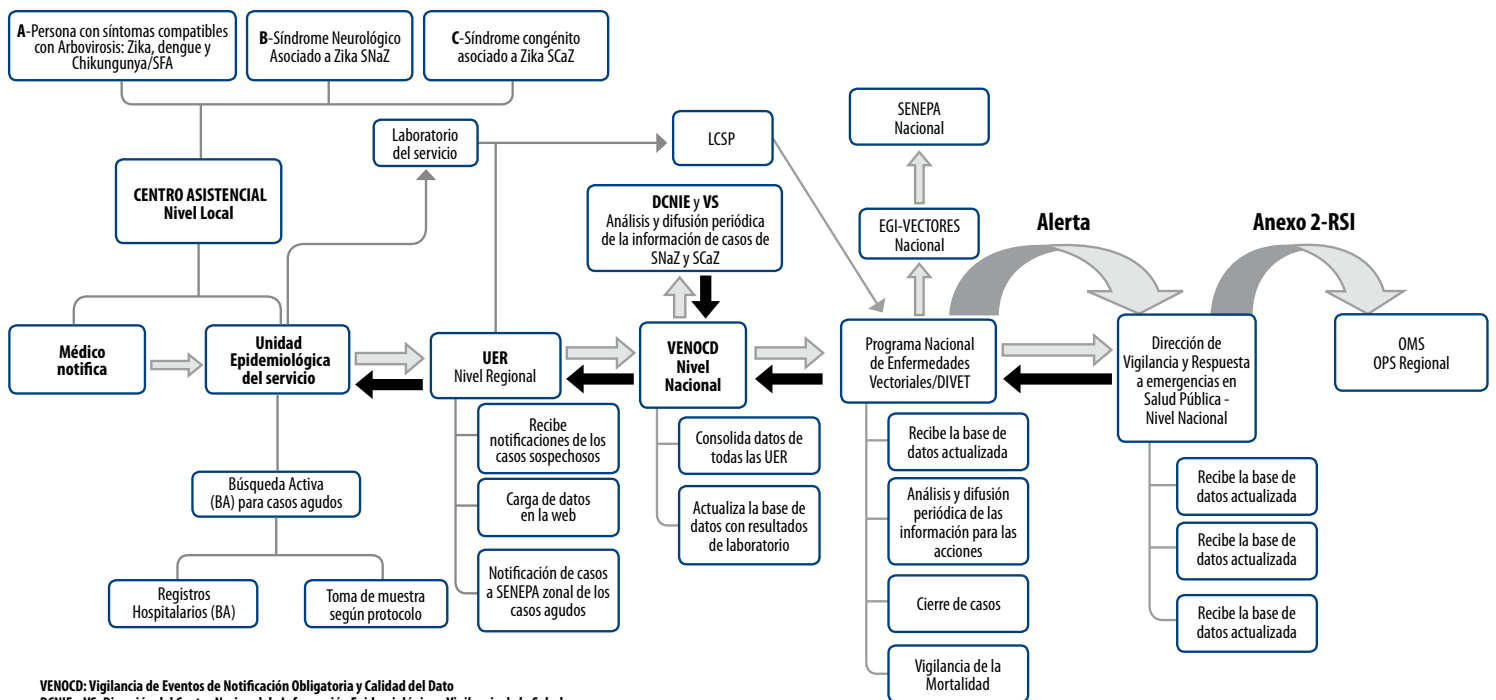 A-Persona con síntomas compatibles
con Arbovirosis: Zika, dengue y
Chikungunya/SFA
B-Síndrome Neurológico
Asociado a Zika SNaZ
C-Síndrome congénito
asociado a Zika SCaZ
SENEPA
Nacional
Laboratorio
del servicio
LCSP
CENTRO ASISTENCIAL
Nivel Local
DCNIE y VS
Análisis y difusión periódica
de la información de casos de
SNaZ y SCaZ
EGI-VECTORES
Nacional
Alerta
Anexo 2-RSI
Médico
notifica
Unidad
Epidemiológica
del servicio
UER
Nivel Regional
VENOCD
Nivel
Nacional
Programa Nacional
de Enfermedades
Vectoriales/DIVET
Dirección de
Vigilancia y Respuesta
a emergencias en
Salud Pública -
Nivel Nacional
OMS
OPS Regional
Búsqueda Activa
(BA) para casos agudos
Registros
Hospitalarios (BA)
Toma de muestra
según protocolo
Recibe
notificaciones de los
casos sospechosos
Carga de datos
en la web
Notificación de casos
a SENEPA zonal de los
casos agudos
Consolida datos de
todas las UER
Actualiza la base de
datos con resultados
de laboratorio
Recibe la base de
datos actualizada
Análisis y difusión
periódica de las
información para las
acciones
Cierre de casos
Vigilancia de la
Mortalidad
Recibe la base de
datos actualizada
Recibe la base de
datos actualizada
Recibe la base de
datos actualizada
VENOCD: Vigilancia de Eventos de Notificación Obligatoria y Calidad del Dato